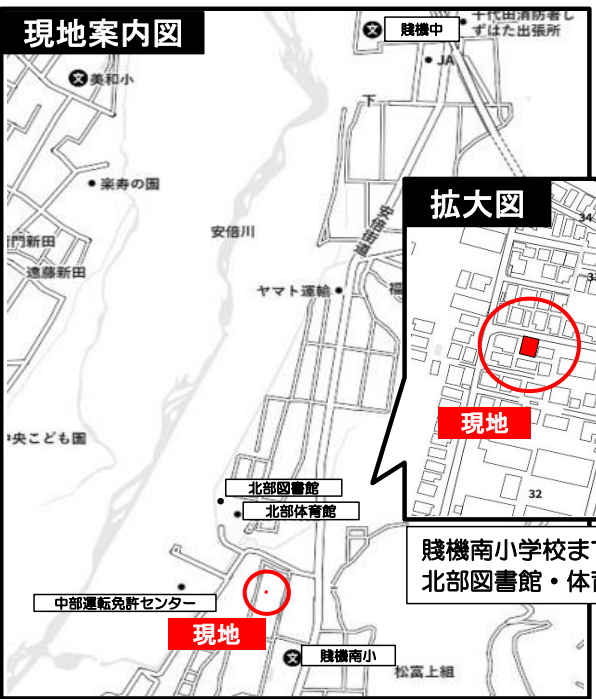 現地案内図
賤機中
千代田消防署し
ずはた出張所
JA
美和小
下
楽寿の園
安倍街道
拡大図
34
安倍川
門新田
遠藤新田
ヤマト運輸
福
33
現地
中央こども園
32
北部図書館
北部体育館
賤機南小学校まで
北部図書館・体育
中部運転免許センター
現地
賤機南小
松富上組